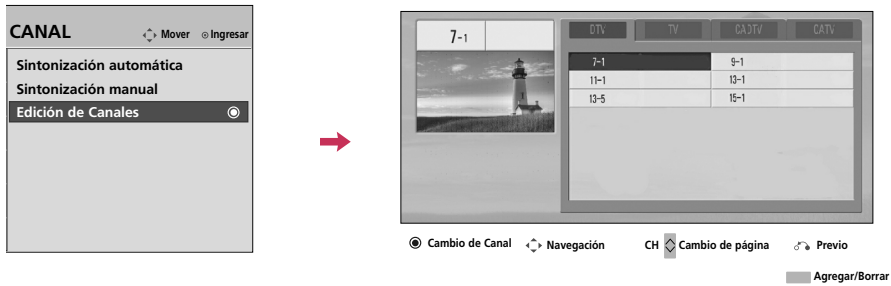 CANAL Mover Ingresar
Sintonización automática
Sintonización manual
Edición de Canales
7-1
DTV TV CADTV CATV
7-1 9-1
11-1 13-1
13-5 15-1
Cambio de Canal Navegación CH Cambio de página Previo
Agregar/Borrar